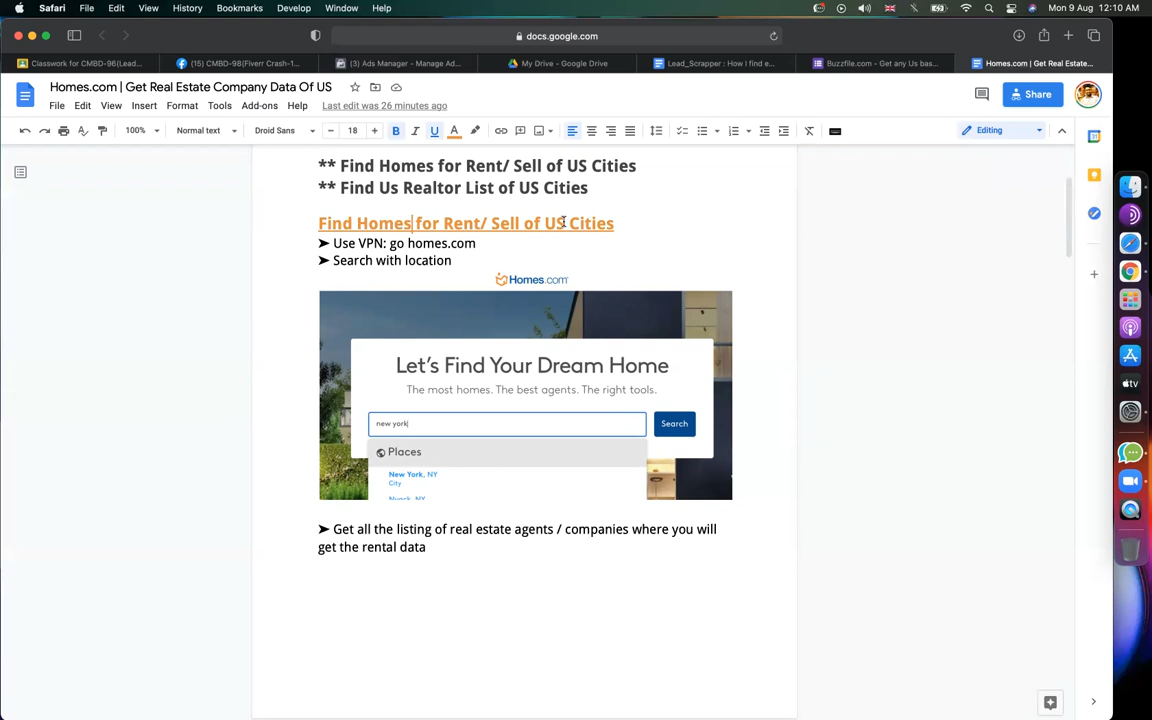 Safari File Edit View History Bookmarks Develop Window Help Mon 9 Aug 12:10 AM
docs.google.com
Classwork for CMBD-96(Lead... (15) CMBD-98(Fiverr Crash-1... (3) Ads Manager - Manage Ad... My Drive - Google Drive Lead_Scrapper : How I find e... Buzzfile.com - Get any Us bas... Homes.com | Get Real Estate...
Homes.com | Get Real Estate Company Data Of US
File Edit View Insert Format Tools Add-ons Help Last edit was 26 minutes ago
Share
100% Normal text Droid Sans - 18 + B I U A Editing
** Find Homes for Rent/ Sell of US Cities
** Find Us Realtor List of US Cities
Find Homes for Rent/ Sell of US Cities
➤ Use VPN: go homes.com
➤ Search with location
Homes.com
Let's Find Your Dream Home
The most homes. The best agents. The right tools.
new york Search
Places
New York, NY
City
Nyack, NY
➤ Get all the listing of real estate agents / companies where you will
get the rental data
tv